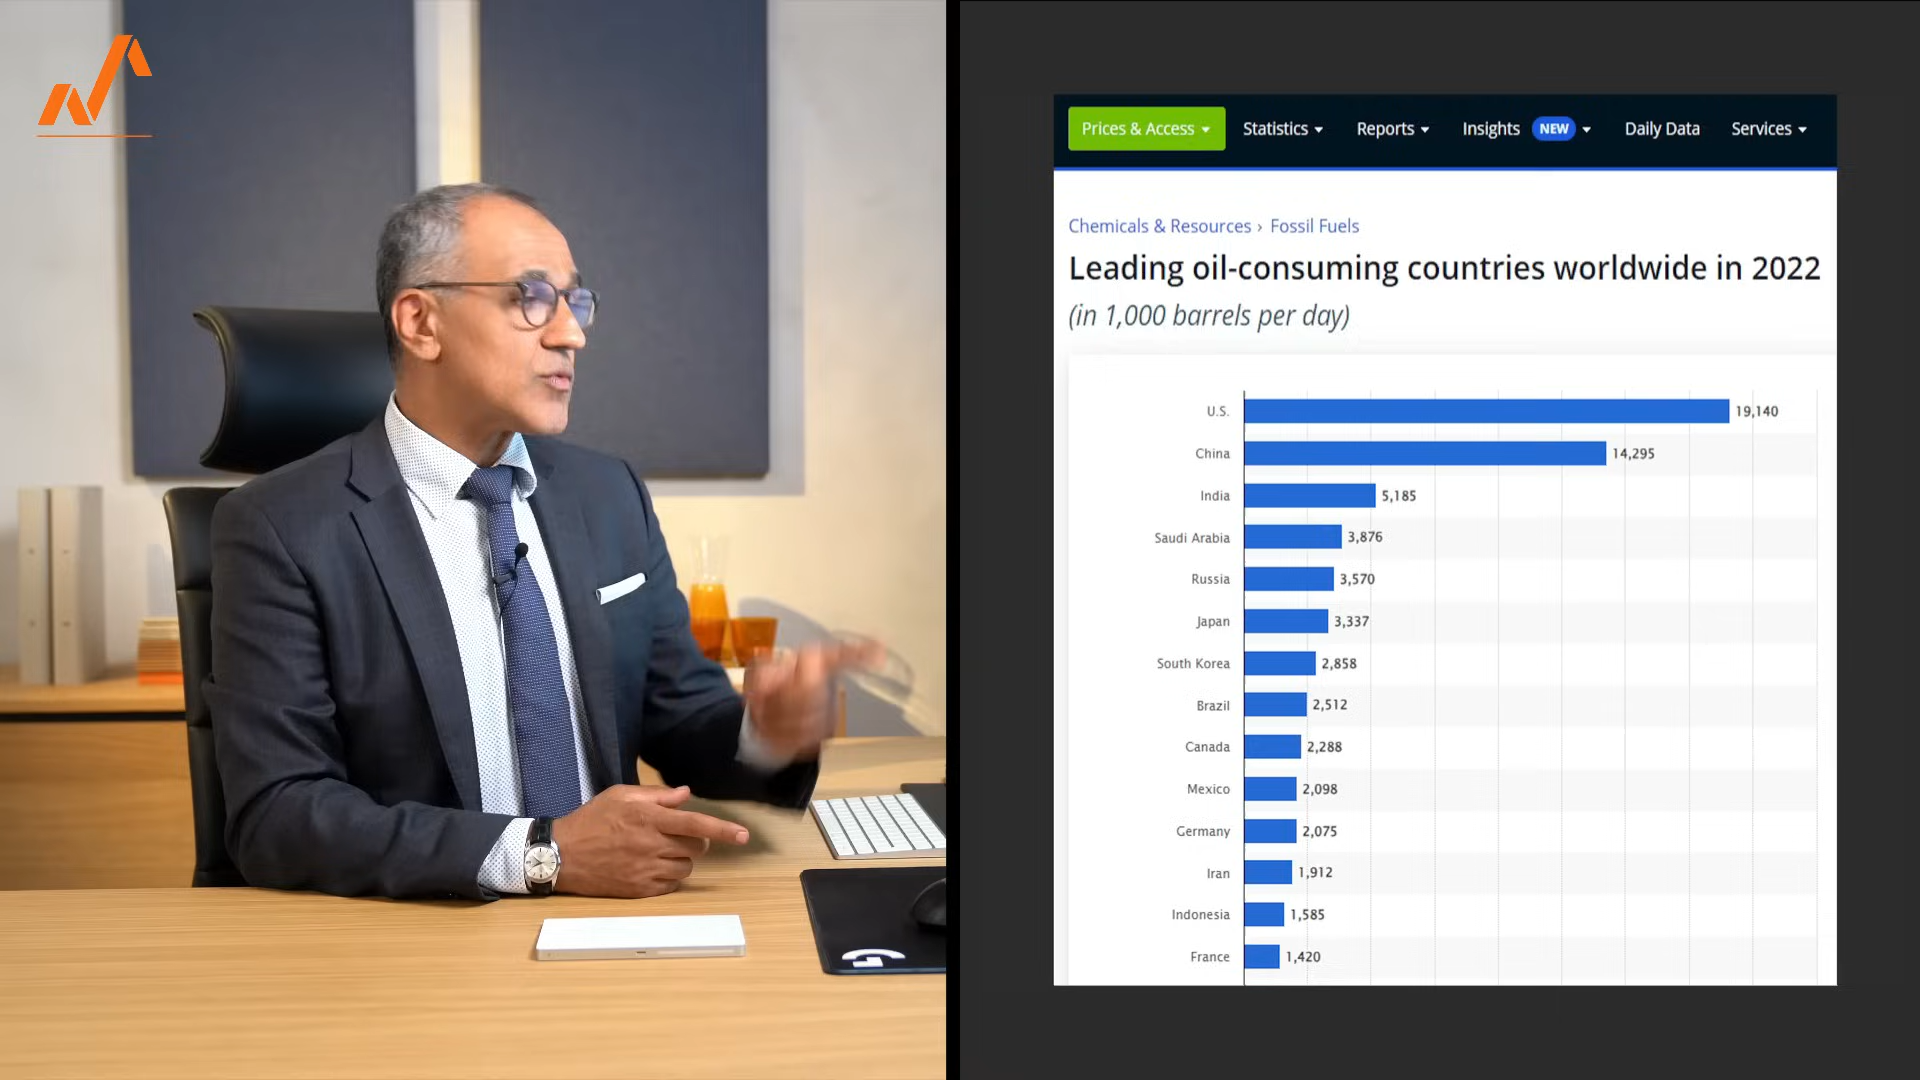 Prices & Access Statistics Reports Insights NEW Daily Data Services
Chemicals & Resources › Fossil Fuels
Leading oil-consuming countries worldwide in 2022
(in 1,000 barrels per day)
U.S. 19,140
China 14,295
India 5,185
Saudi Arabia 3,876
Russia 3,570
Japan 3,337
South Korea 2,858
Brazil 2,512
Canada 2,288
Mexico 2,098
Germany 2,075
Iran 1,912
Indonesia 1,585
France 1,420